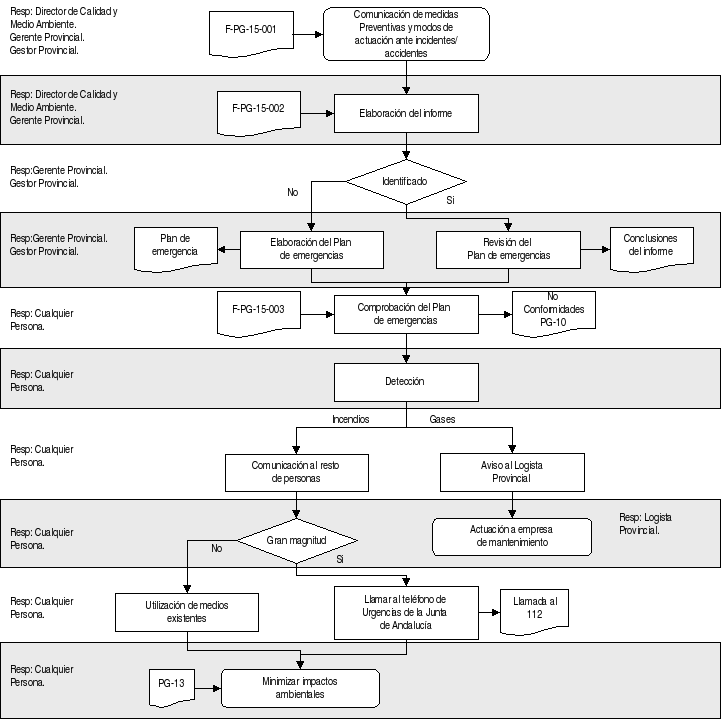 Resp: Director de Calidad y
Medio Ambiente.
Gerente Provincial.
Gestor Provincial.
F-PG-15-001
Comunicación de medidas
Preventivas y modos de
actuación ante incidentes/
accidentes
Resp: Director de Calidad y
Medio Ambiente.
Gerente Provincial.
F-PG-15-002
Elaboración del informe
Resp:Gerente Provincial.
Gestor Provincial.
Identificado
No
Si
Resp:Gerente Provincial.
Gestor Provincial.
Plan de
emergencia
Elaboración del Plan
de emergencias
Revisión del
Plan de emergencias
Conclusiones
del informe
Resp: Cualquier
Persona.
F-PG-15-003
Comprobación del Plan
de emergencias
No
Conformidades
PG-10
Resp: Cualquier
Persona.
Detección
Incendios
Gases
Resp: Cualquier
Persona.
Comunicación al resto
de personas
Aviso al Logista
Provincial
Resp: Cualquier
Persona.
Gran magnitud
No
Si
Actuación a empresa
de mantenimiento
Resp: Logista
Provincial.
Resp: Cualquier
Persona.
Utilización de medios
existentes
Llamar al teléfono de
Urgencias de la Junta
de Andalucía
Llamada al
112
Resp: Cualquier
Persona.
PG-13
Minimizar impactos
ambientales